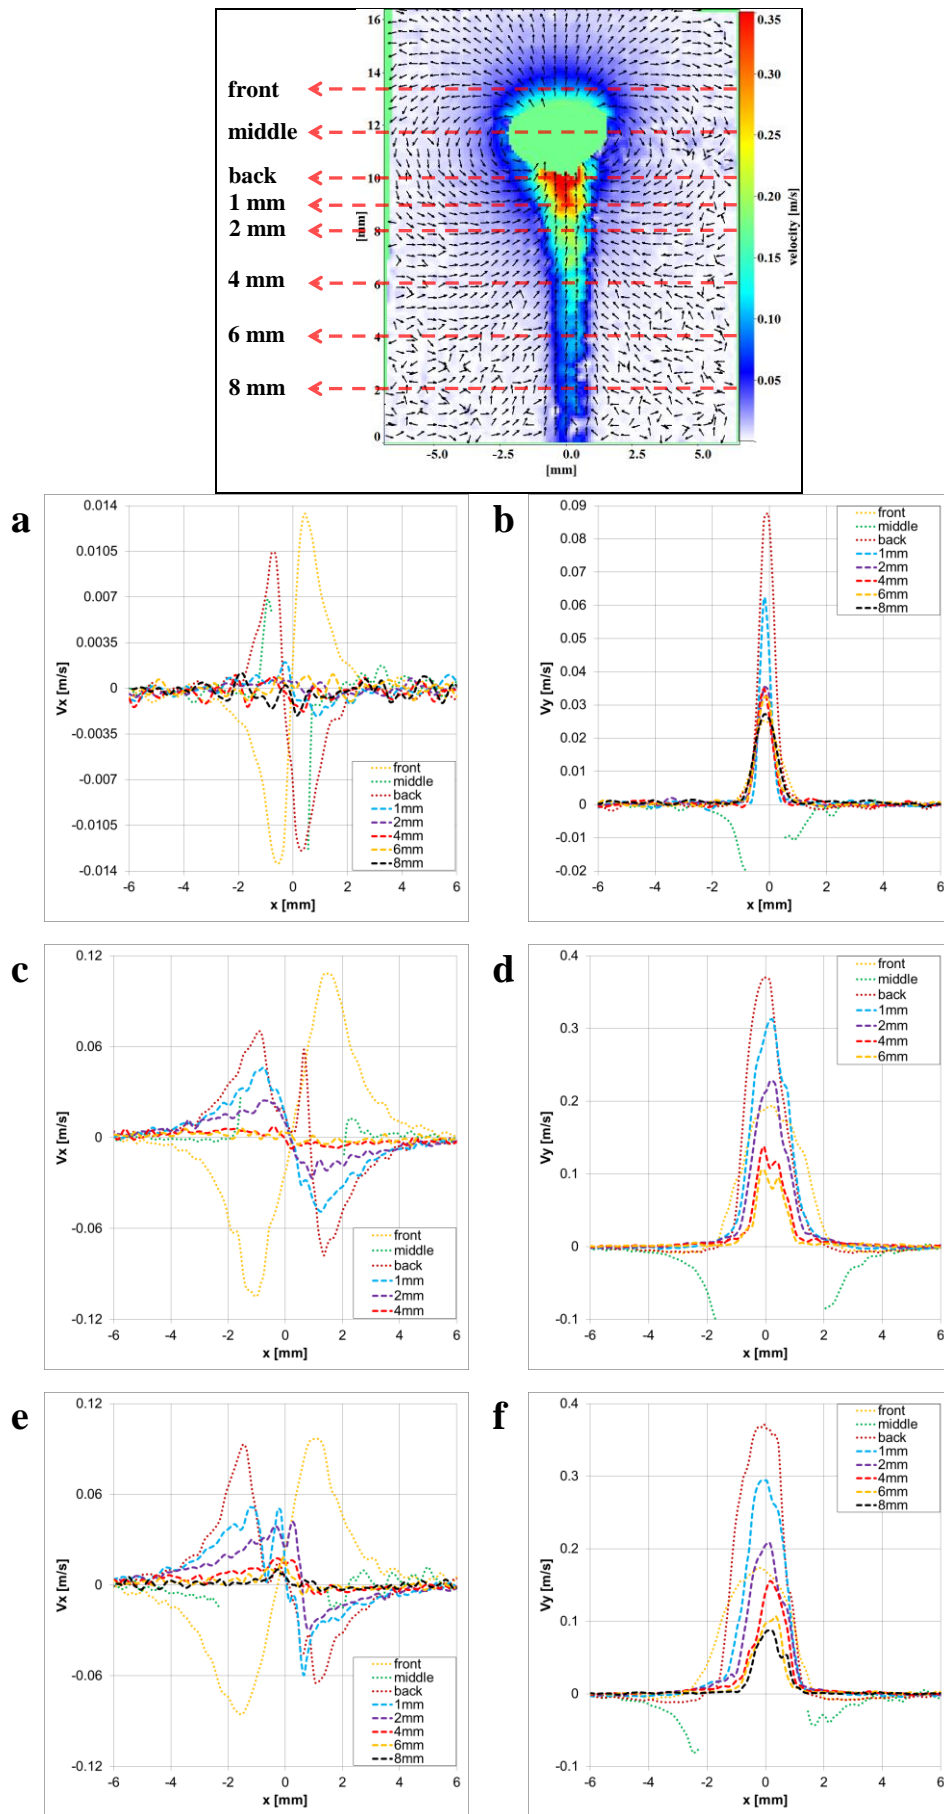 front
middle
back
1 mm
2 mm
4 mm
6 mm
8 mm
16
14
12
10
8
6
4
2
0
[mm]
-5.0 -2.5 0.0 2.5 5.0
[mm]
0.35
0.30
0.25
0.20
0.15
0.10
0.05
velocity [m/s]
a
0.014
0.0105
0.007
0.0035
0
-0.0035
-0.007
-0.0105
-0.014
Vx [m/s]
-6 -4 -2 0 2 4 6
x [mm]
front
middle
back
1mm
2mm
4mm
6mm
8mm
b
0.09
0.08
0.07
0.06
0.05
0.04
0.03
0.02
0.01
0
-0.01
-0.02
Vy [m/s]
-6 -4 -2 0 2 4 6
x [mm]
front
middle
back
1mm
2mm
4mm
6mm
8mm
c
0.12
0.06
0
-0.06
-0.12
Vx [m/s]
-6 -4 -2 0 2 4 6
x [mm]
front
middle
back
1mm
2mm
4mm
d
0.4
0.3
0.2
0.1
0
-0.1
Vy [m/s]
-6 -4 -2 0 2 4 6
x [mm]
front
middle
back
1mm
2mm
4mm
6mm
e
0.12
0.06
0
-0.06
-0.12
Vx [m/s]
-6 -4 -2 0 2 4 6
x [mm]
front
middle
back
1mm
2mm
4mm
6mm
8mm
f
0.4
0.3
0.2
0.1
0
-0.1
Vy [m/s]
-6 -4 -2 0 2 4 6
x [mm]
front
middle
back
1mm
2mm
4mm
6mm
8mm